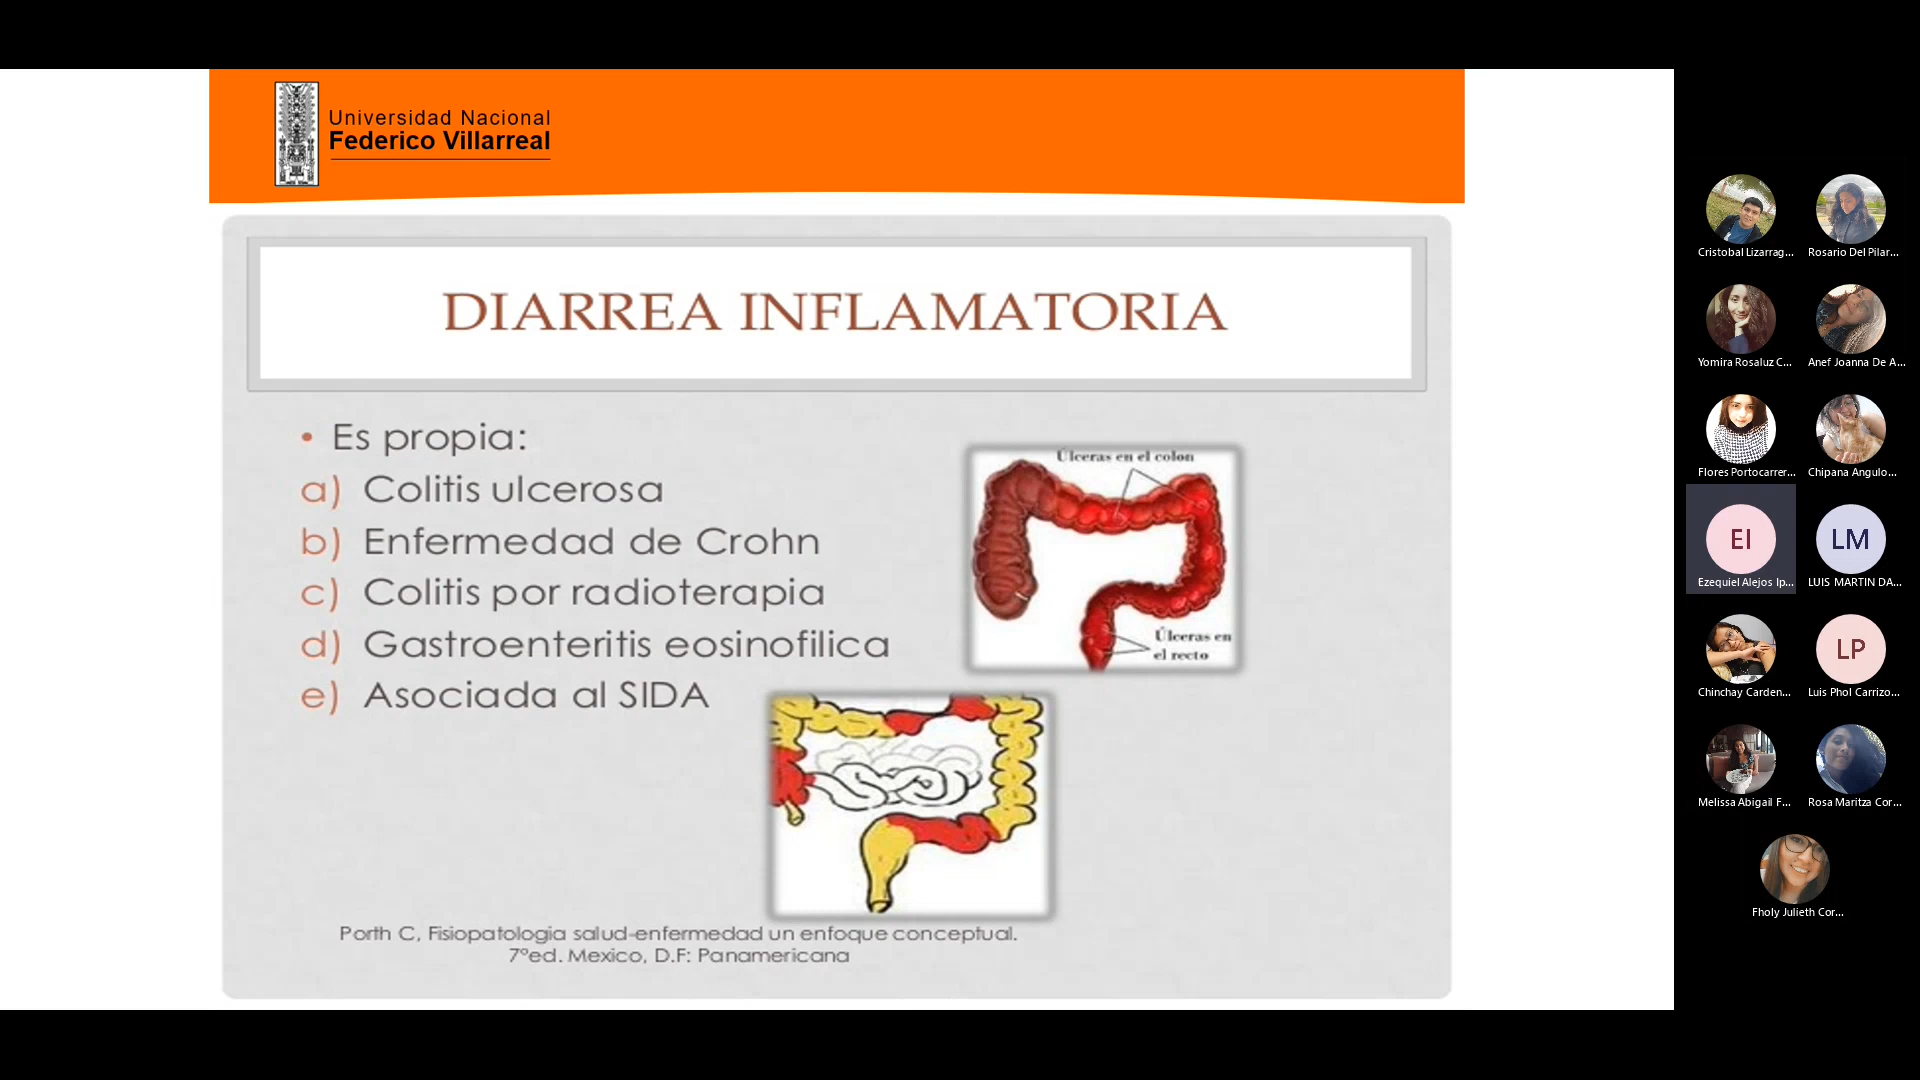 Universidad Nacional
Federico Villarreal
DIARREA INFLAMATORIA
• Es propia:
a) Colitis ulcerosa
b) Enfermedad de Crohn
c) Colitis por radioterapia
d) Gastroenteritis eosinofilica
e) Asociada al SIDA
Úlceras en el colon
Úlceras en
el recto
Porth C, Fisiopatologia salud-enfermedad un enfoque conceptual.
7°ed. Mexico, D.F: Panamericana
Cristobal Lizarrag...
Rosario Del Pilar...
Yomira Rosaluz C...
Anef Joanna De A...
Flores Portocarrer...
Chipana Angulo...
EI
Ezequiel Alejos Ip...
LM
LUIS MARTIN DA...
Chinchay Carden...
LP
Luis Phol Carrizo...
Melissa Abigail F...
Rosa Maritza Cor...
Fholy Julieth Cor...